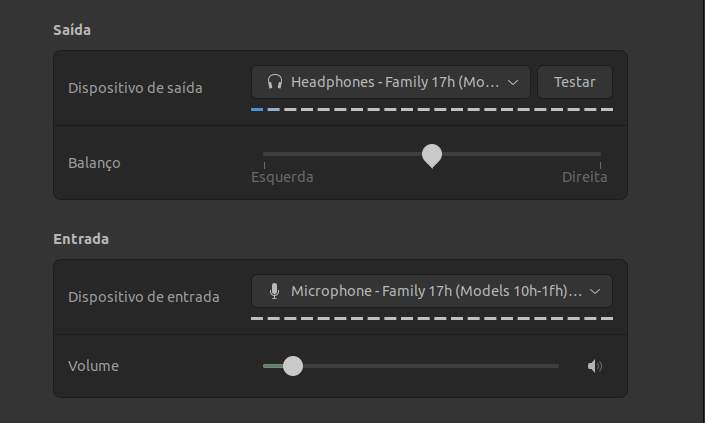 Saída
Dispositivo de saída
Headphones - Family 17h (Mo...
Testar
Balanço
Esquerda
Direita
Entrada
Dispositivo de entrada
Microphone - Family 17h (Models 10h-1fh)...
Volume